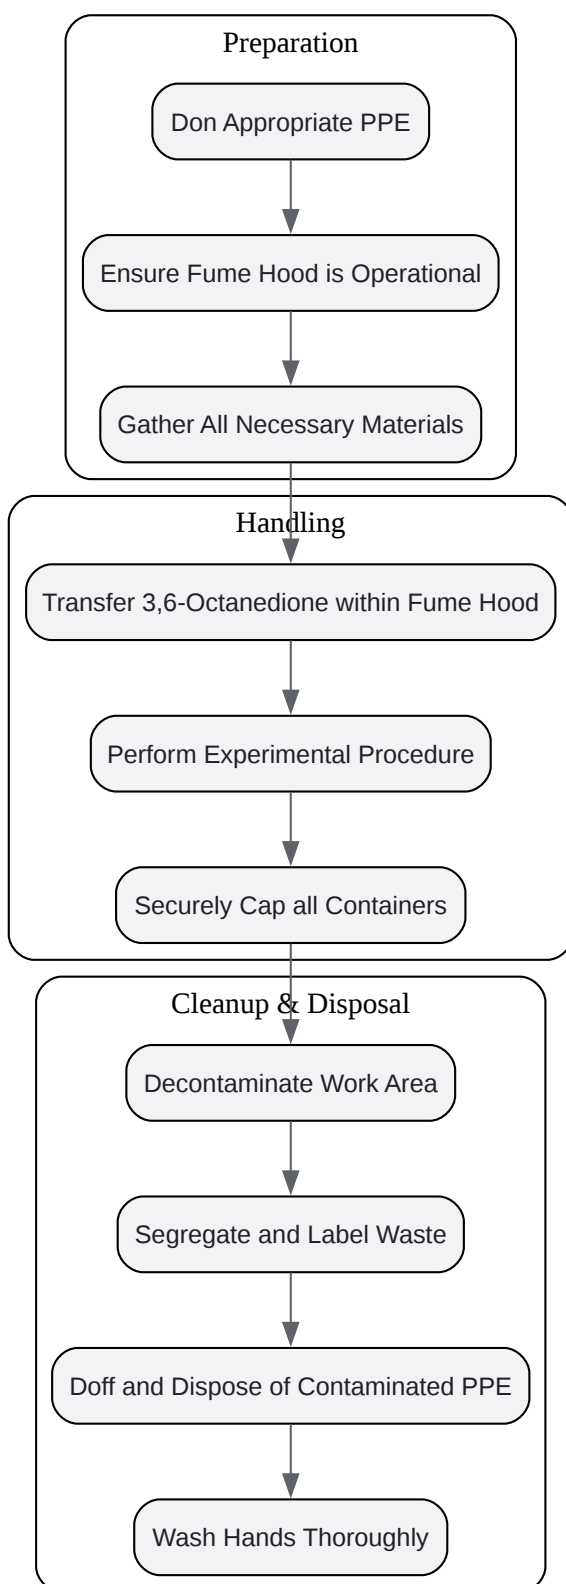 Preparation
Don Appropriate PPE
Ensure Fume Hood is Operational
Gather All Necessary Materials
Handling
Transfer 3,6-Octanedione within Fume Hood
Perform Experimental Procedure
Securely Cap all Containers
Cleanup & Disposal
Decontaminate Work Area
Segregate and Label Waste
Doff and Dispose of Contaminated PPE
Wash Hands Thoroughly